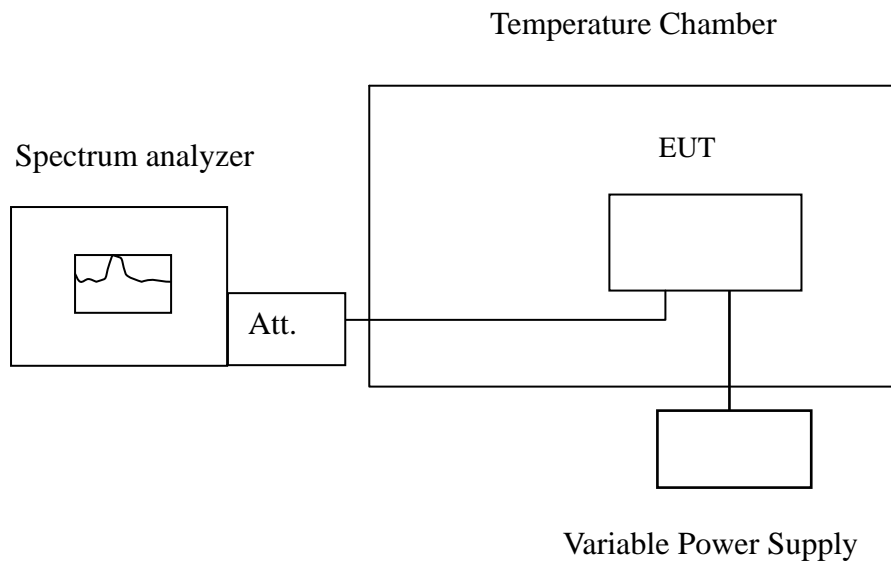 Temperature Chamber
EUT
Spectrum analyzer
Att.
Variable Power Supply